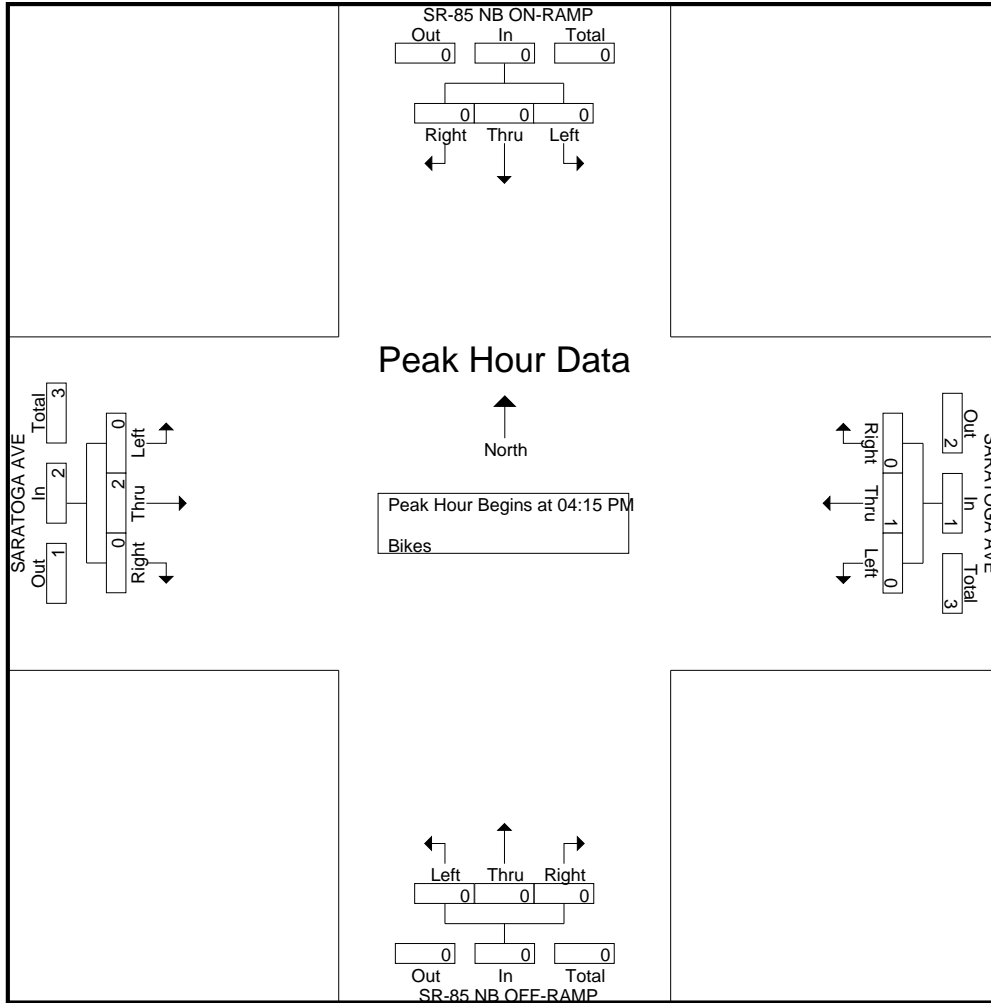 SR-85 NB ON-RAMP
Out In Total
0 0 0
0 0 0
Right Thru Left
Peak Hour Data
North
Peak Hour Begins at 04:15 PM
Bikes
SARATOGA AVE
Total In Out
3 2 1
0 2 0
Left Thru Right
Right Thru Left
0 1 0
Out In Total
2 1 3
SARATOGA AVE
Left Thru Right
0 0 0
0 0 0
Out In Total
SR-85 NB OFF-RAMP